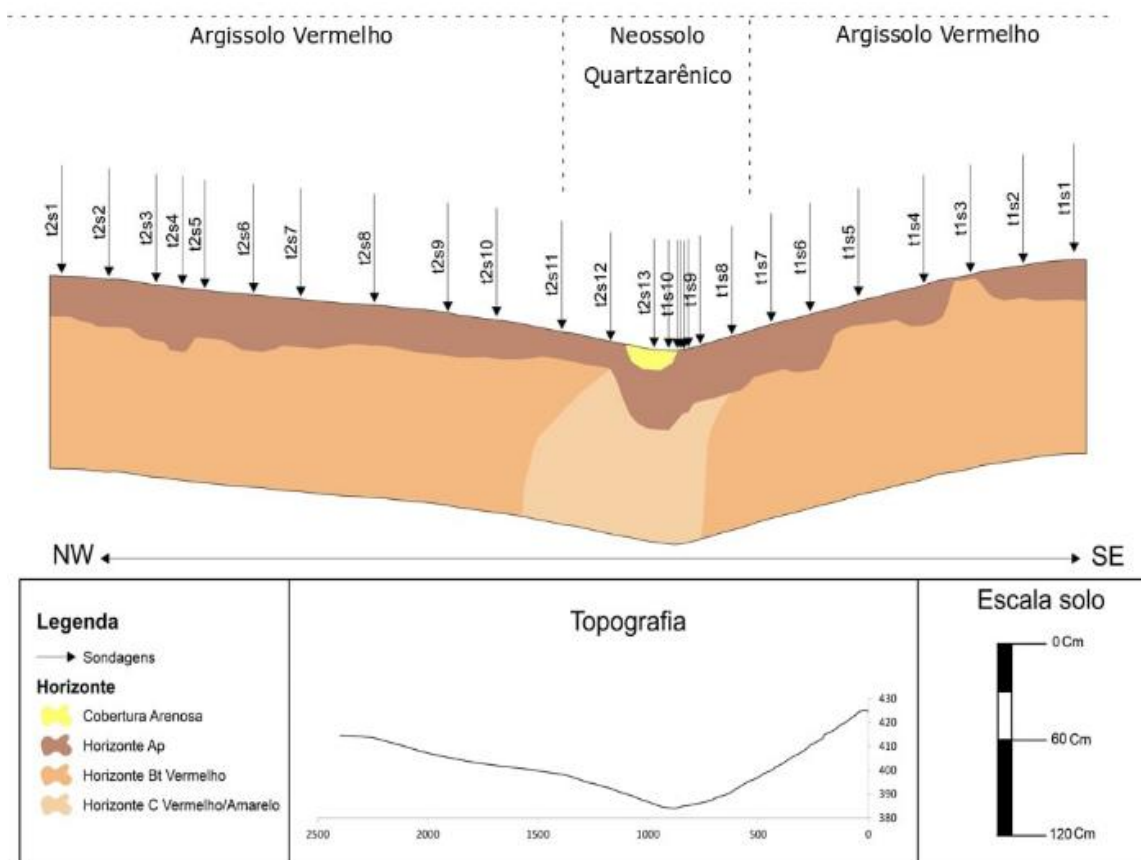 Argissolo Vermelho
Neossolo
Quartzarênico
Argissolo Vermelho
t2s1
t2s2
t2s3
t2s4
t2s5
t2s6
t2s7
t2s8
t2s9
t2s10
t2s11
t2s12
t2s13
t1s10
t1s9
t1s8
t1s7
t1s6
t1s5
t1s4
t1s3
t1s2
t1s1
NW
SE
Legenda
Sondagens
Horizonte
Cobertura Arenosa
Horizonte Ap
Horizonte Bt Vermelho
Horizonte C Vermelho/Amarelo
Topografia
430
420
410
400
390
380
2500
2000
1500
1000
500
0
Escala solo
0 Cm
60 Cm
120 Cm